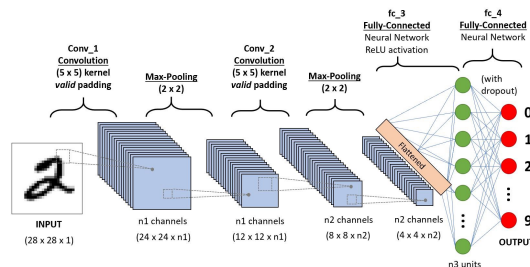 fc_3
Fully-Connected
Neural Network
ReLU activation
fc_4
Fully-Connected
Neural Network
Conv_1
Convolution
(5 x 5) kernel
valid padding
Max-Pooling
(2 x 2)
Conv_2
Convolution
(5 x 5) kernel
valid padding
Max-Pooling
(2 x 2)
(with
dropout)
Flattened
2
0
1
2
9
INPUT
(28 x 28 x 1)
n1 channels
(24 x 24 x n1)
n1 channels
(12 x 12 x n1)
n2 channels
(8 x 8 x n2)
n2 channels
(4 x 4 x n2)
OUTPUT
n3 units